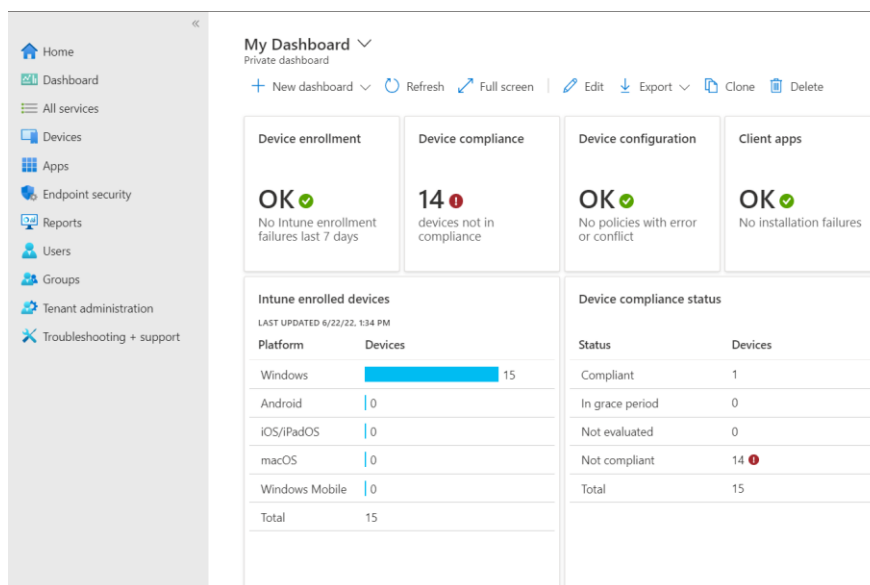 «
Home
Dashboard
All services
Devices
Apps
Endpoint security
Reports
Users
Groups
Tenant administration
Troubleshooting + support
My Dashboard
Private dashboard
New dashboard Refresh Full screen Edit Export Clone Delete
Device enrollment
OK
No Intune enrollment
failures last 7 days
Device compliance
14
devices not in
compliance
Device configuration
OK
No policies with error
or conflict
Client apps
OK
No installation failures
Intune enrolled devices
LAST UPDATED 6/22/22, 1:34 PM
Platform Devices
Windows 15
Android 0
iOS/iPadOS 0
macOS 0
Windows Mobile 0
Total 15
Device compliance status
Status Devices
Compliant 1
In grace period 0
Not evaluated 0
Not compliant 14
Total 15